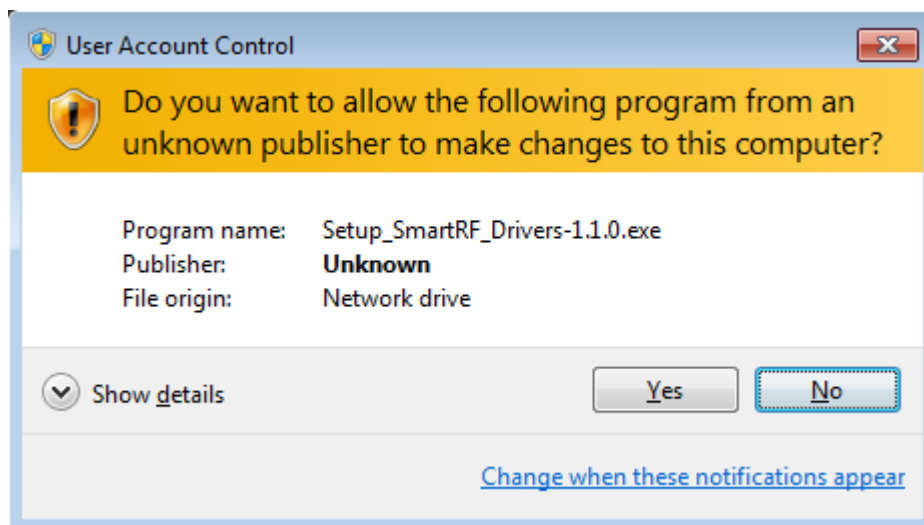 User Account Control
Do you want to allow the following program from an
unknown publisher to make changes to this computer?
Program name: Setup_SmartRF_Drivers-1.1.0.exe
Publisher: Unknown
File origin: Network drive
Show details Yes No
Change when these notifications appear